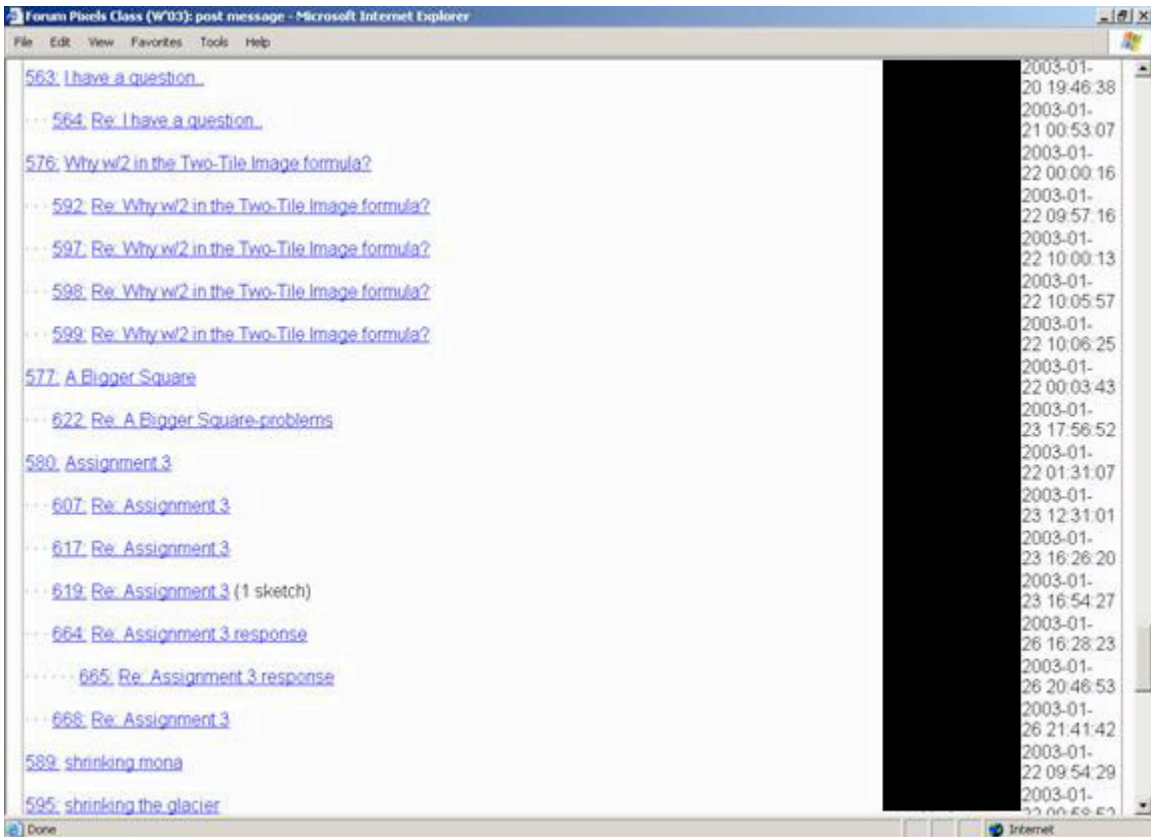 Forum Pixels Class (W'03): post message - Microsoft Internet Explorer
File Edit View Favorites Tools Help
563: I have a question..
2003-01-
20 19:46:38
564: Re: I have a question..
2003-01-
21 00:53:07
576: Why w/2 in the Two-Tile Image formula?
2003-01-
22 00:00:16
592: Re: Why w/2 in the Two-Tile Image formula?
2003-01-
22 09:57:16
597: Re: Why w/2 in the Two-Tile Image formula?
2003-01-
22 10:00:13
598: Re: Why w/2 in the Two-Tile Image formula?
2003-01-
22 10:05:57
599: Re: Why w/2 in the Two-Tile Image formula?
2003-01-
22 10:06:25
577: A Bigger Square
2003-01-
22 00:03:43
622: Re: A Bigger Square-problems
2003-01-
23 17:56:52
580: Assignment 3
2003-01-
22 01:31:07
607: Re: Assignment 3
2003-01-
23 12:31:01
617: Re: Assignment 3
2003-01-
23 16:26:20
619: Re: Assignment 3 (1 sketch)
2003-01-
23 16:54:27
664: Re: Assignment 3 response
2003-01-
26 16:28:23
665: Re: Assignment 3 response
2003-01-
26 20:46:53
668: Re: Assignment 3
2003-01-
26 21:41:42
589: shrinking mona
2003-01-
22 09:54:29
595: shrinking the glacier
2003-01-
Done
Internet